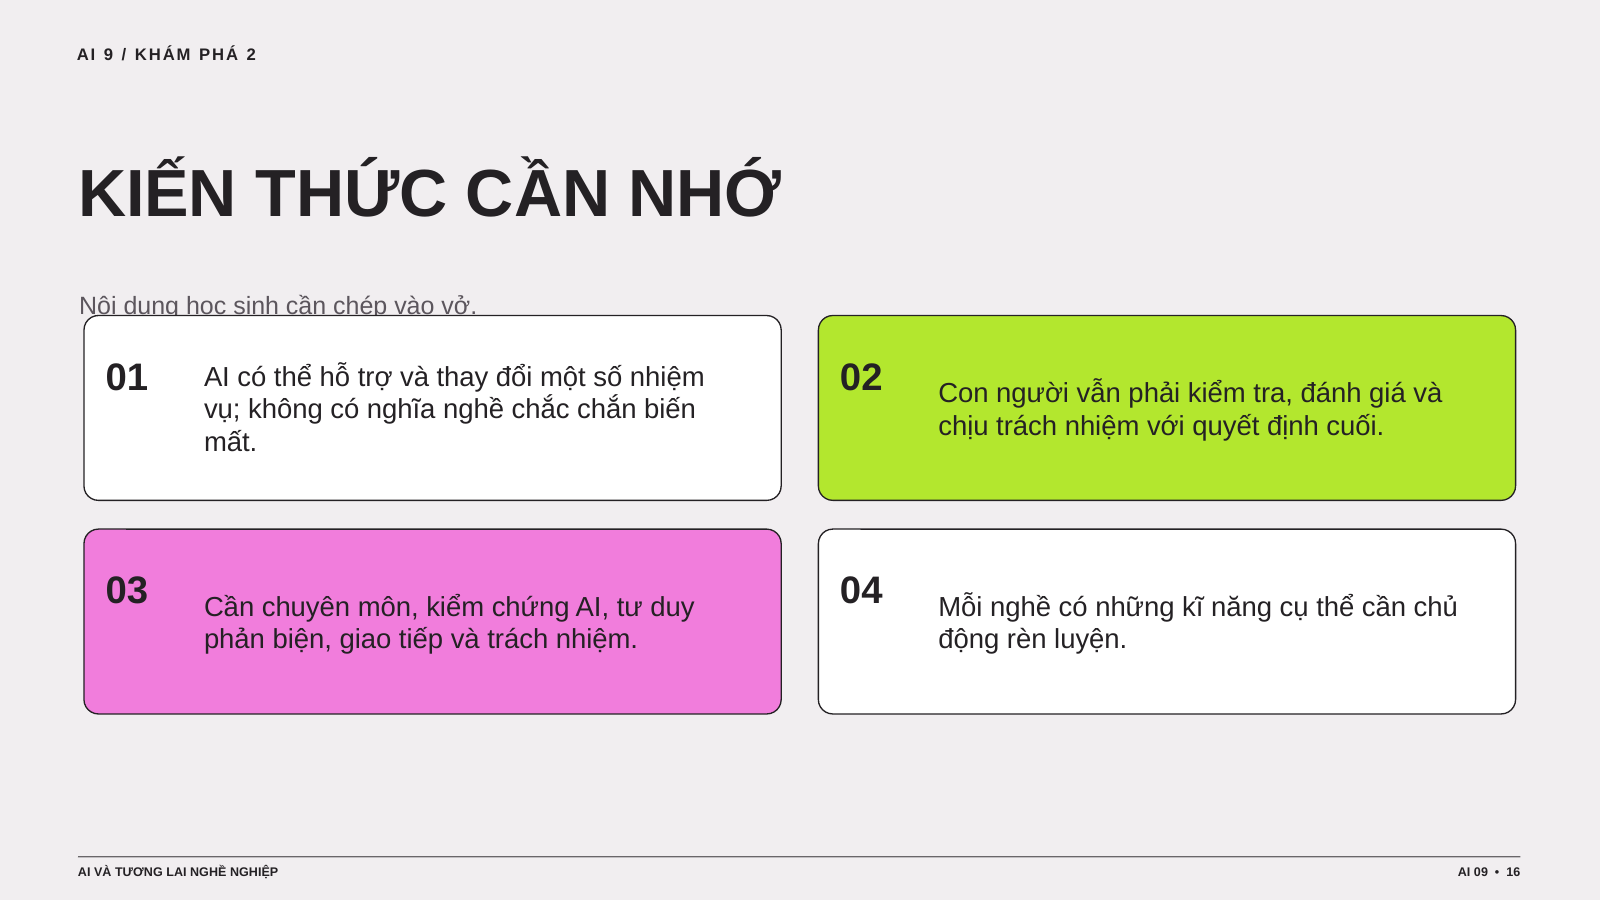 AI 9 / KHÁM PHÁ 2
KIẾN THỨC CẦN NHỚ
Nội dung học sinh cần chép vào vở.
01
AI có thể hỗ trợ và thay đổi một số nhiệm
vụ; không có nghĩa nghề chắc chắn biến
mất.
02
Con người vẫn phải kiểm tra, đánh giá và
chịu trách nhiệm với quyết định cuối.
03
Cần chuyên môn, kiểm chứng AI, tư duy
phản biện, giao tiếp và trách nhiệm.
04
Mỗi nghề có những kĩ năng cụ thể cần chủ
động rèn luyện.
AI VÀ TƯƠNG LAI NGHỀ NGHIỆP
AI 09 • 16